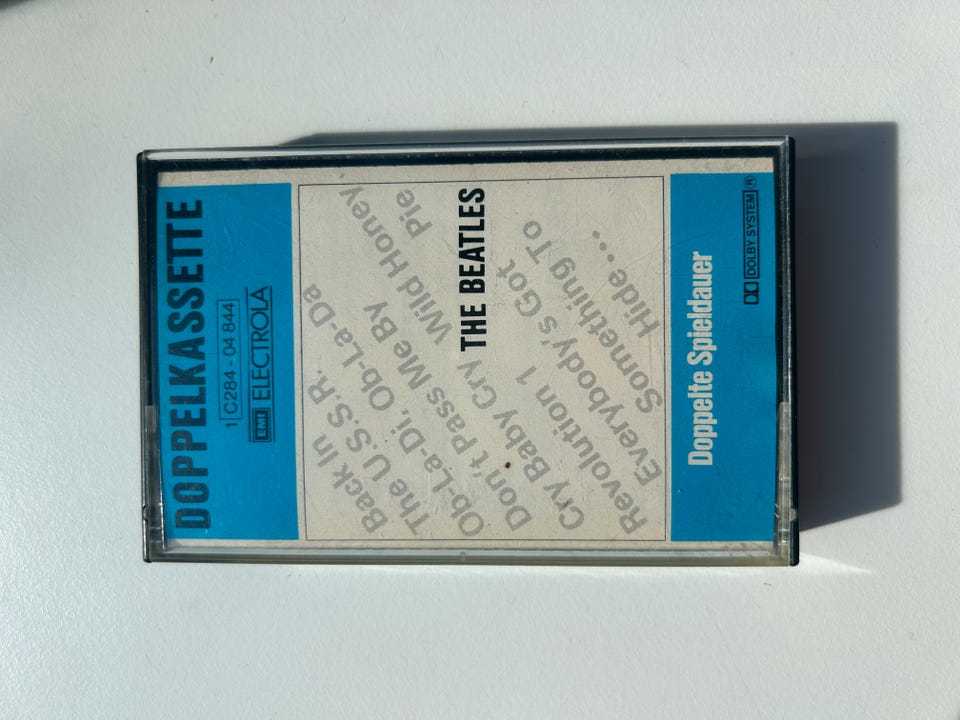 DOPPELKASSETTE
1 C284-04 844
EMI ELECTROLA
Back In
The U.S.S.R.
Ob-La-Di, Ob-La-Da
Don't Pass Me By
Cry Baby Cry Wild Honey
Pie
Revolution 1
Everybody's Got
Something To
Hide...
THE BEATLES
Doppelte Spieldauer
DOLBY SYSTEM ®